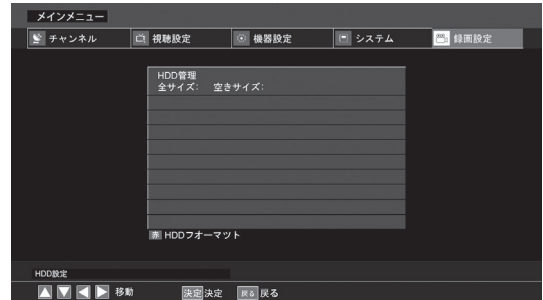 メインメニュー
チャンネル 視聴設定 機器設定 システム 録画設定
HDD管理
全サイズ: 空きサイズ:
赤 HDDフオーマツト
HDD設定
移動 決定 決定 戻る 戻る